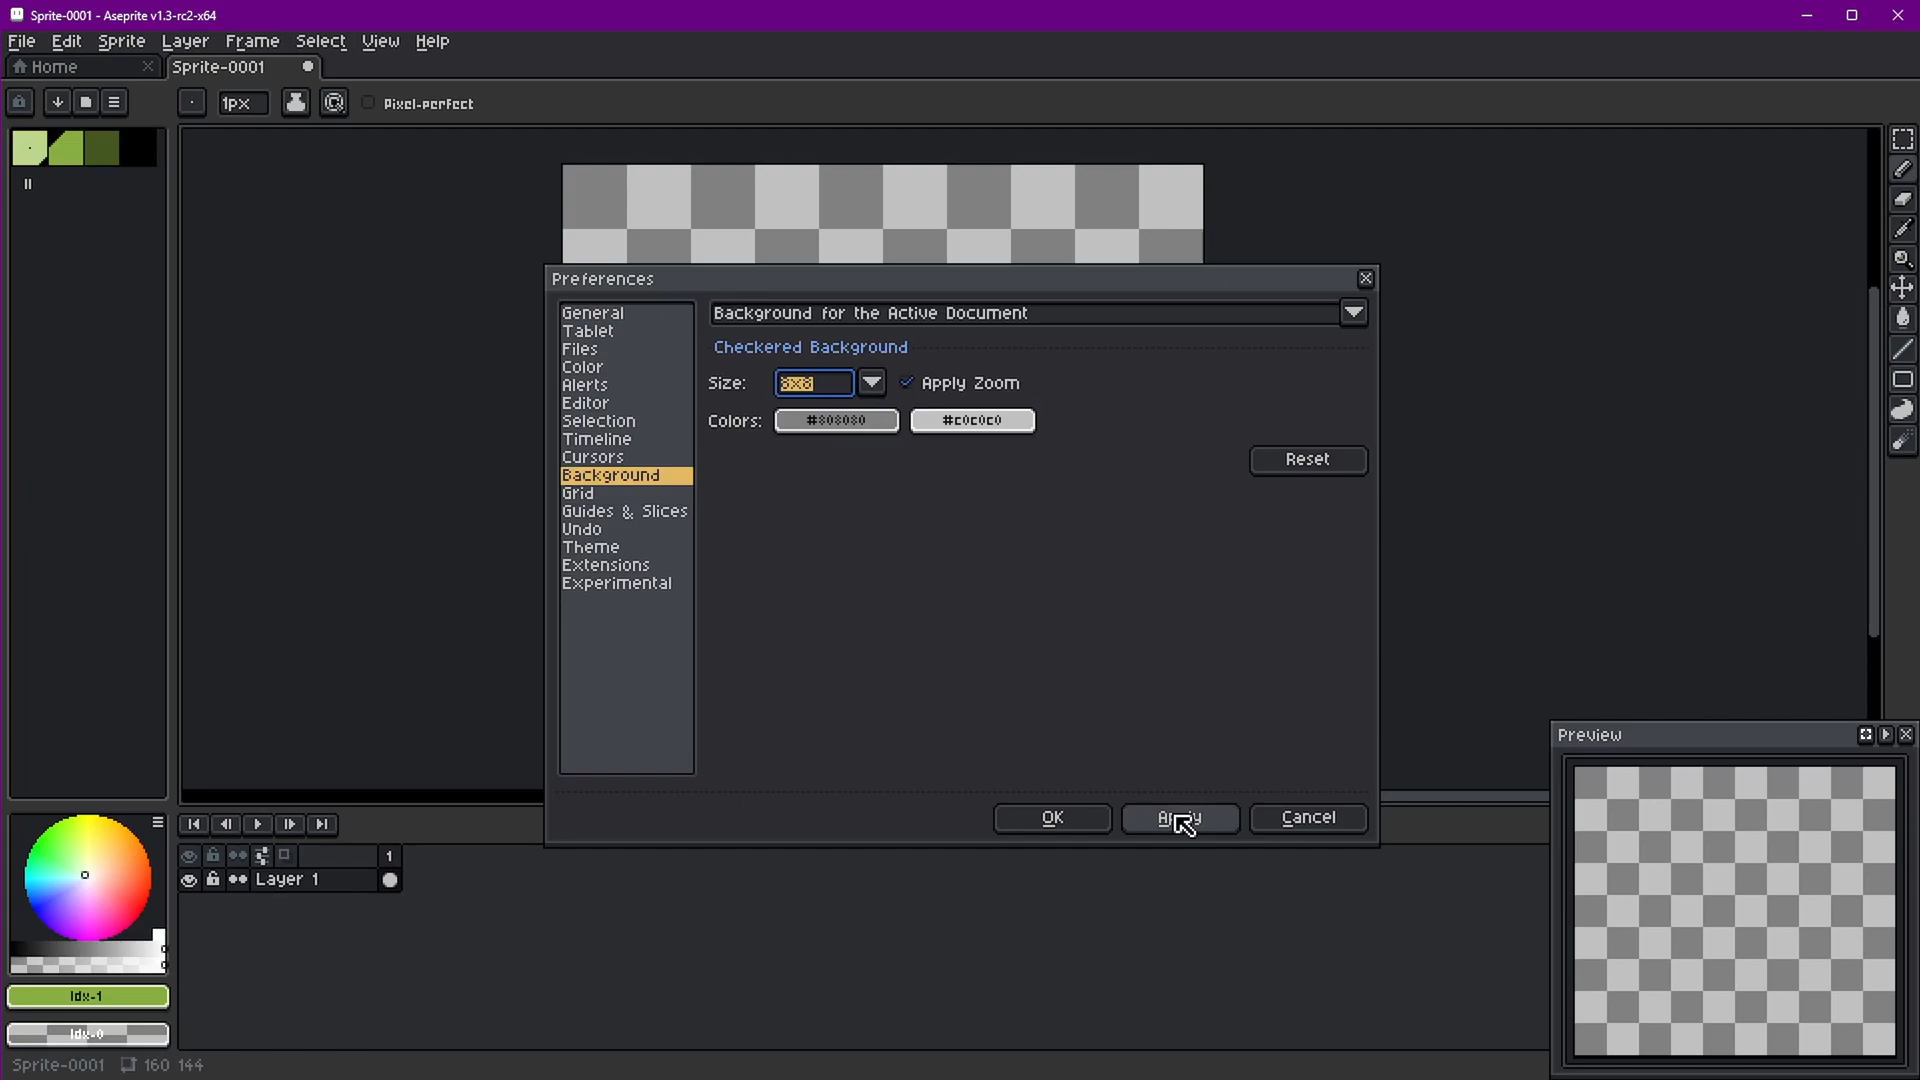 Sprite-0001 - Aseprite v1.3-rc2-x64
File Edit Sprite Layer Frame Select View Help
Home
Sprite-0001
1px
Pixel-perfect
Preferences
General
Tablet
Files
Color
Alerts
Editor
Selection
Timeline
Cursors
Background
Grid
Guides & Slices
Undo
Theme
Extensions
Experimental
Background for the Active Document
Checkered Background
Size: 8x8 Apply Zoom
Colors: #808080 #c0c0c0
Reset
OK Apply Cancel
Preview
1
Layer 1
Idx-1
Idx-0
Sprite-0001 160 144